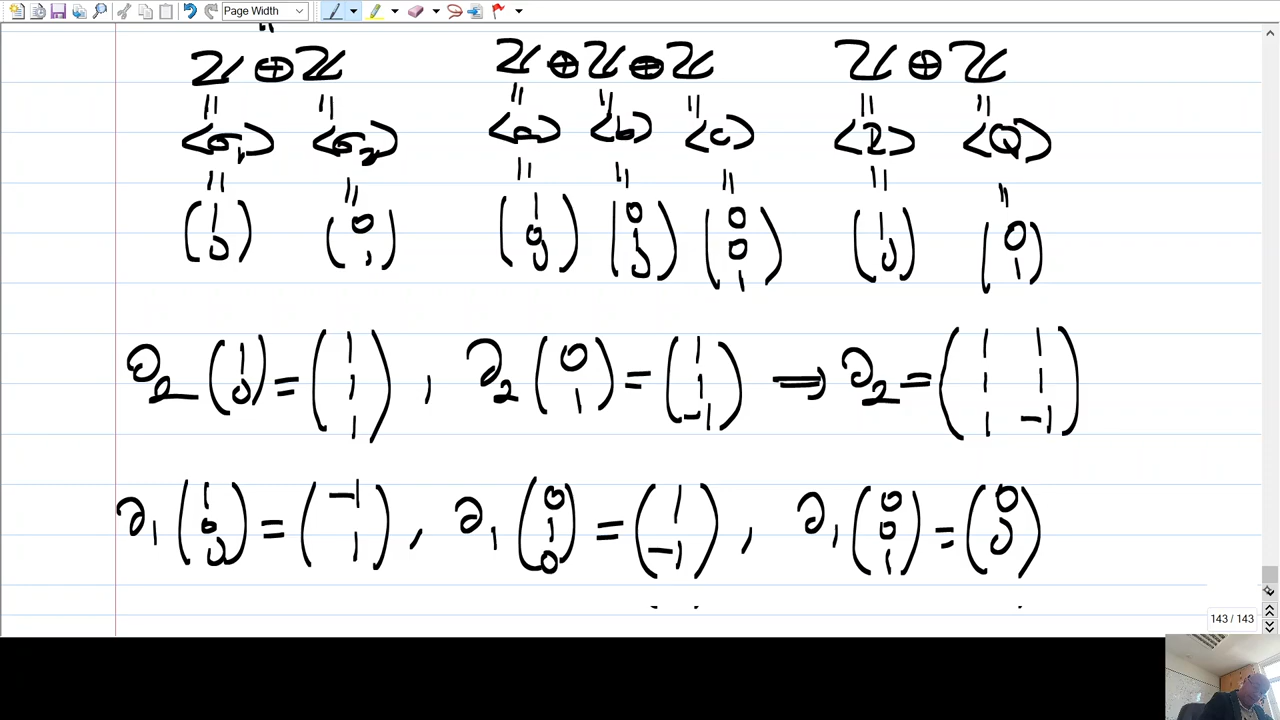 Page Width
ℤ ⊕ ℤ    ℤ ⊕ ℤ ⊕ ℤ    ℤ ⊕ ℤ
=    =    =    =    =    =    =
<σ₁>    <σ₂>    <a>    <b>    <c>    <P>    <Q>
=    =    =    =    =    =    =
(1 0)    (0 1)    (1 0 0)    (0 1 0)    (0 0 1)    (1 0)    (0 1)
∂₂ (1 0) = (1 1 1) , ∂₂ (0 1) = (1 1 -1) ⟹ ∂₂ = (1 1 / 1 1 / 1 -1)
∂₁ (1 0 0) = (-1 1) , ∂₁ (0 1 0) = (1 -1) , ∂₁ (0 0 1) = (0 0)
143 / 143